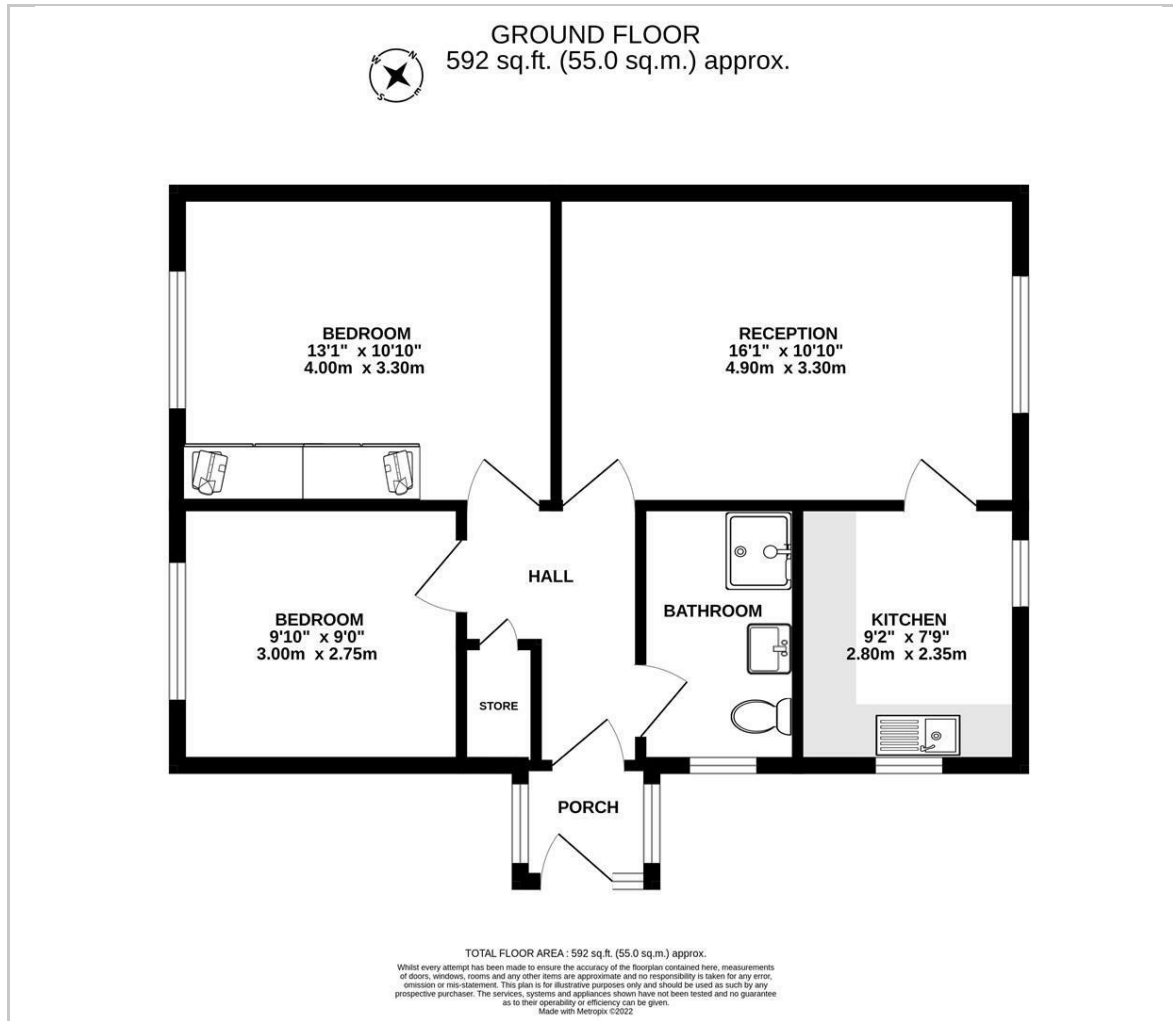 GROUND FLOOR
592 sq.ft. (55.0 sq.m.) approx.
N
W
E
S
BEDROOM
13'1" x 10'10"
4.00m x 3.30m
RECEPTION
16'1" x 10'10"
4.90m x 3.30m
HALL
BEDROOM
9'10" x 9'0"
3.00m x 2.75m
BATHROOM
KITCHEN
9'2" x 7'9"
2.80m x 2.35m
STORE
PORCH
TOTAL FLOOR AREA : 592 sq.ft. (55.0 sq.m.) approx.
Whilst every attempt has been made to ensure the accuracy of the floorplan contained here, measurements
of doors, windows, rooms and any other items are approximate and no responsibility is taken for any error,
omission or mis-statement. This plan is for illustrative purposes only and should be used as such by any
prospective purchaser. The services, systems and appliances shown have not been tested and no guarantee
as to their operability or efficiency can be given.
Made with Metropix ©2022